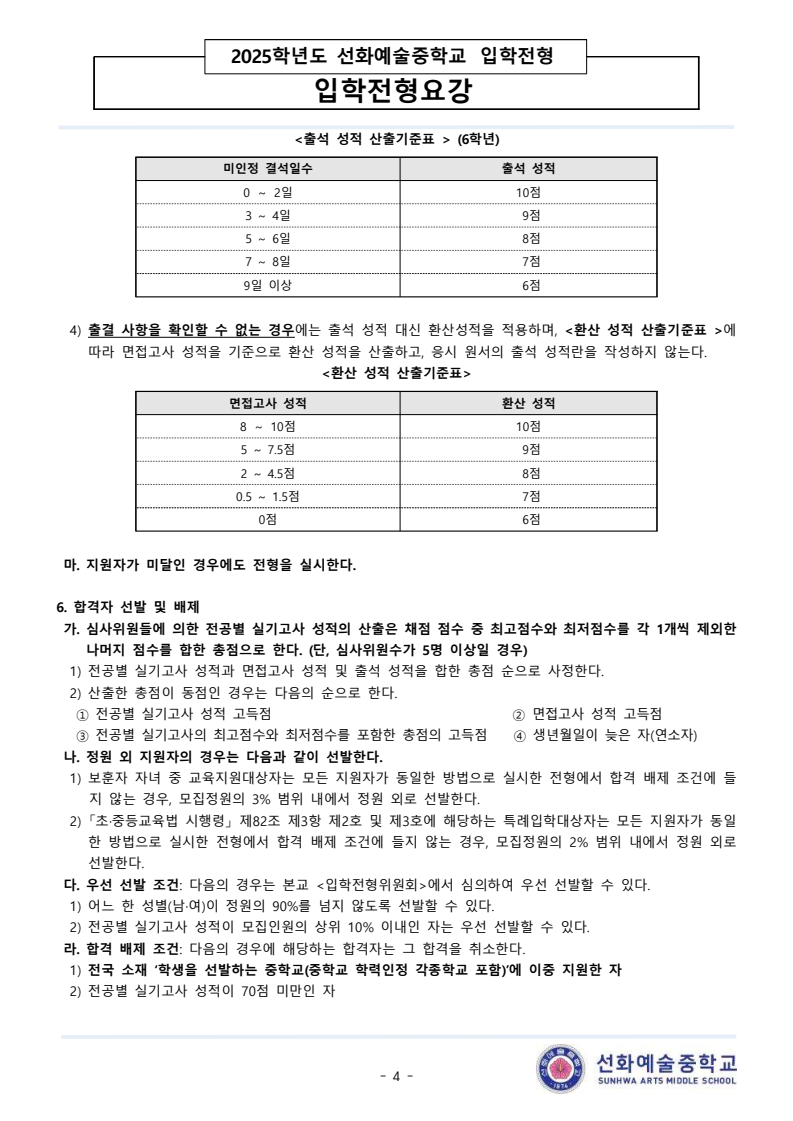 2025학년도 선화예술중학교 입학전형
입학전형요강
<출석 성적 산출기준표 > (6학년)
미인정 결석일수 출석 성적
0 ~ 2일 10점
3 ~ 4일 9점
5 ~ 6일 8점
7 ~ 8일 7점
9일 이상 6점
4) 출결 사항을 확인할 수 없는 경우에는 출석 성적 대신 환산성적을 적용하며, <환산 성적 산출기준표 >에
따라 면접고사 성적을 기준으로 환산 성적을 산출하고, 응시 원서의 출석 성적란을 작성하지 않는다.
<환산 성적 산출기준표>
면접고사 성적 환산 성적
8 ~ 10점 10점
5 ~ 7.5점 9점
2 ~ 4.5점 8점
0.5 ~ 1.5점 7점
0점 6점
마. 지원자가 미달인 경우에도 전형을 실시한다.
6. 합격자 선발 및 배제
가. 심사위원들에 의한 전공별 실기고사 성적의 산출은 채점 점수 중 최고점수와 최저점수를 각 1개씩 제외한
나머지 점수를 합한 총점으로 한다. (단, 심사위원수가 5명 이상일 경우)
1) 전공별 실기고사 성적과 면접고사 성적 및 출석 성적을 합한 총점 순으로 사정한다.
2) 산출한 총점이 동점인 경우는 다음의 순으로 한다.
① 전공별 실기고사 성적 고득점 ② 면접고사 성적 고득점
③ 전공별 실기고사의 최고점수와 최저점수를 포함한 총점의 고득점 ④ 생년월일이 늦은 자(연소자)
나. 정원 외 지원자의 경우는 다음과 같이 선발한다.
1) 보훈자 자녀 중 교육지원대상자는 모든 지원자가 동일한 방법으로 실시한 전형에서 합격 배제 조건에 들
지 않는 경우, 모집정원의 3% 범위 내에서 정원 외로 선발한다.
2)「초·중등교육법 시행령」제82조 제3항 제2호 및 제3호에 해당하는 특례입학대상자는 모든 지원자가 동일
한 방법으로 실시한 전형에서 합격 배제 조건에 들지 않는 경우, 모집정원의 2% 범위 내에서 정원 외로
선발한다.
다. 우선 선발 조건: 다음의 경우는 본교 <입학전형위원회>에서 심의하여 우선 선발할 수 있다.
1) 어느 한 성별(남·여)이 정원의 90%를 넘지 않도록 선발할 수 있다.
2) 전공별 실기고사 성적이 모집인원의 상위 10% 이내인 자는 우선 선발할 수 있다.
라. 합격 배제 조건: 다음의 경우에 해당하는 합격자는 그 합격을 취소한다.
1) 전국 소재 '학생을 선발하는 중학교(중학교 학력인정 각종학교 포함)'에 이중 지원한 자
2) 전공별 실기고사 성적이 70점 미만인 자
- 4 -
선화예술중학교
SUNHWA ARTS MIDDLE SCHOOL